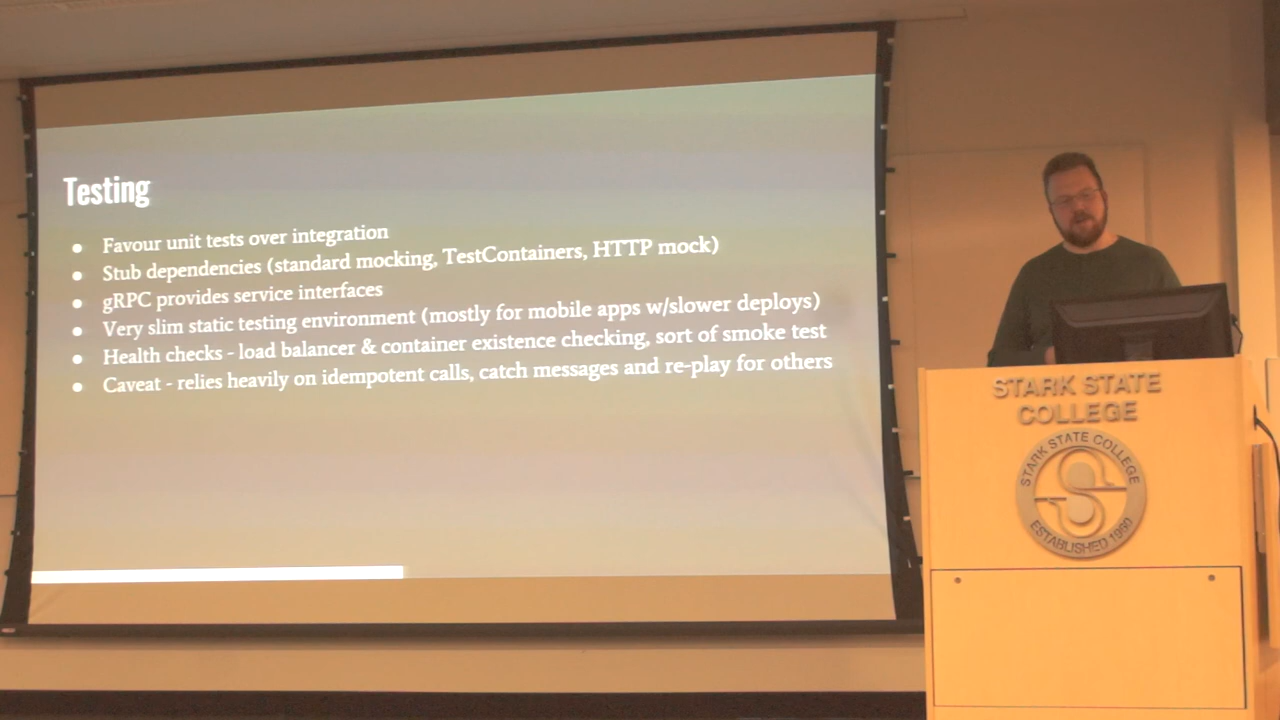 Testing
● Favour unit tests over integration
● Stub dependencies (standard mocking, TestContainers, HTTP mock)
● gRPC provides service interfaces
● Very slim static testing environment (mostly for mobile apps w/slower deploys)
● Health checks - load balancer & container existence checking, sort of smoke test
● Caveat - relies heavily on idempotent calls, catch messages and re-play for others
STARK STATE
COLLEGE
STARK STATE COLLEGE
ESTABLISHED 1960